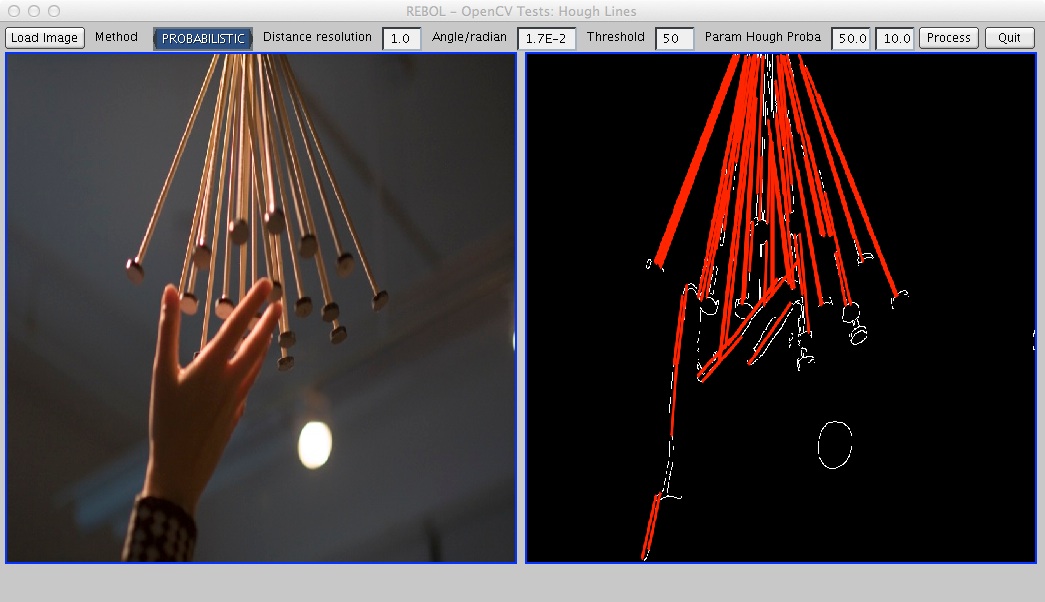 REBOL – OpenCV Tests: Hough Lines
Load Image Method PROBABILISTIC Distance resolution 1.0 Angle/radian 1.7E-2 Threshold 50 Param Hough Proba 50.0 10.0 Process Quit